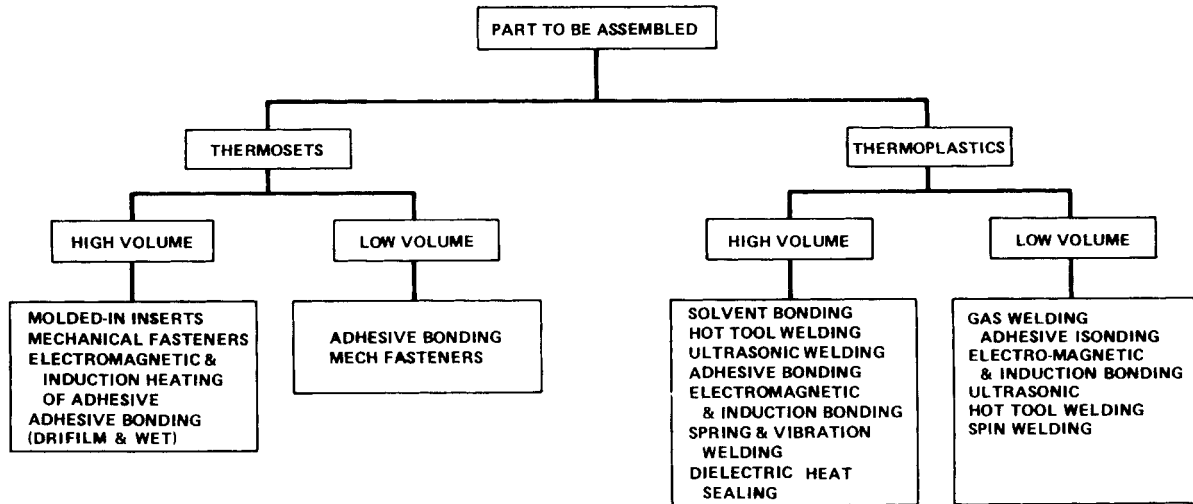 PART TO BE ASSEMBLED
THERMOSETS
THERMOPLASTICS
HIGH VOLUME
LOW VOLUME
HIGH VOLUME
LOW VOLUME
MOLDED-IN INSERTS
MECHANICAL FASTENERS
ELECTROMAGNETIC &
INDUCTION HEATING
OF ADHESIVE
ADHESIVE BONDING
(DRIFILM & WET)
ADHESIVE BONDING
MECH FASTENERS
SOLVENT BONDING
HOT TOOL WELDING
ULTRASONIC WELDING
ADHESIVE BONDING
ELECTROMAGNETIC
& INDUCTION BONDING
SPRING & VIBRATION
WELDING
DIELECTRIC HEAT
SEALING
GAS WELDING
ADHESIVE ISONDING
ELECTRO-MAGNETIC
& INDUCTION BONDING
ULTRASONIC
HOT TOOL WELDING
SPIN WELDING